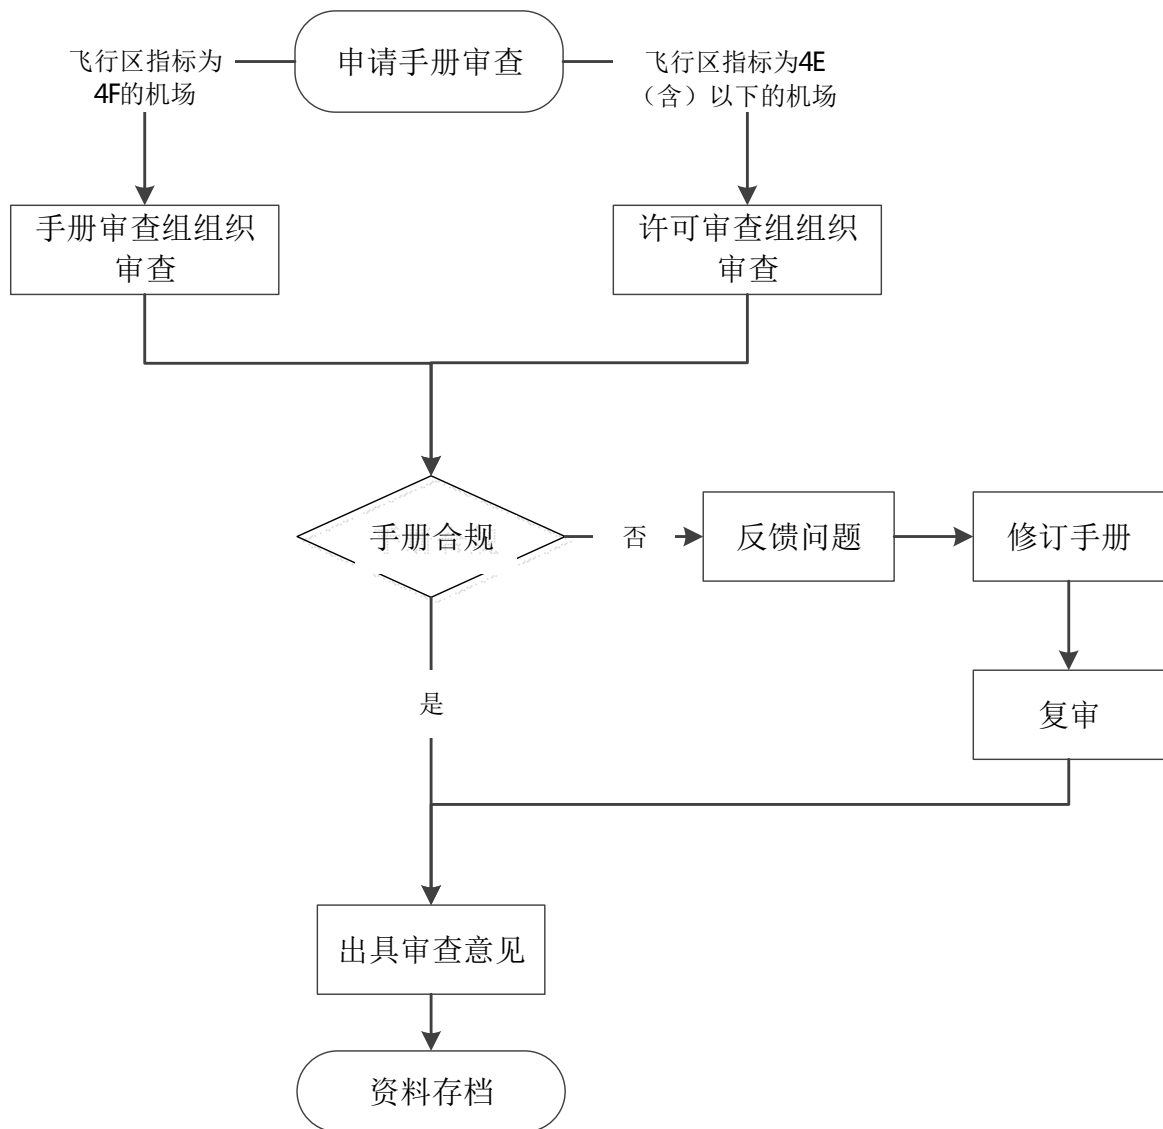 申请手册审查
飞行区指标为
4F的机场
飞行区指标为4E
（含）以下的机场
手册审查组组织
审查
许可审查组组织
审查
手册合规
否
反馈问题
修订手册
是
复审
出具审查意见
资料存档